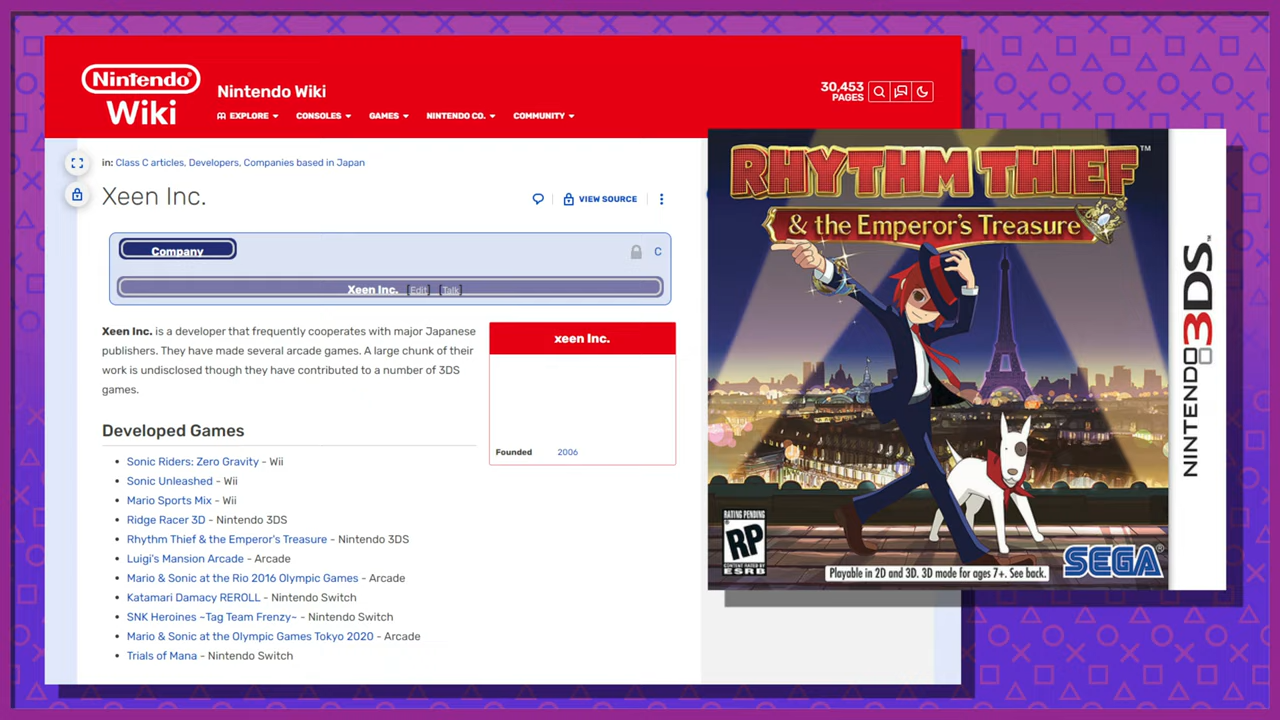 Nintendo®
Wiki
Nintendo Wiki
EXPLORE CONSOLES GAMES NINTENDO CO. COMMUNITY
30,453
PAGES
in: Class C articles, Developers, Companies based in Japan
Xeen Inc.
VIEW SOURCE
Company
C
Xeen Inc. [Edit] [Talk]
Xeen Inc. is a developer that frequently cooperates with major Japanese
publishers. They have made several arcade games. A large chunk of their
work is undisclosed though they have contributed to a number of 3DS
games.
xeen Inc.
Founded 2006
Developed Games
• Sonic Riders: Zero Gravity - Wii
• Sonic Unleashed - Wii
• Mario Sports Mix - Wii
• Ridge Racer 3D - Nintendo 3DS
• Rhythm Thief & the Emperor's Treasure - Nintendo 3DS
• Luigi's Mansion Arcade - Arcade
• Mario & Sonic at the Rio 2016 Olympic Games - Arcade
• Katamari Damacy REROLL - Nintendo Switch
• SNK Heroines ~Tag Team Frenzy~ - Nintendo Switch
• Mario & Sonic at the Olympic Games Tokyo 2020 - Arcade
• Trials of Mana - Nintendo Switch
RHYTHM THIEF™
& the Emperor's Treasure
NINTENDO 3DS™
RATING PENDING
RP
CONTENT RATED BY
ESRB
Playable in 2D and 3D. 3D mode for ages 7+. See back.
SEGA®